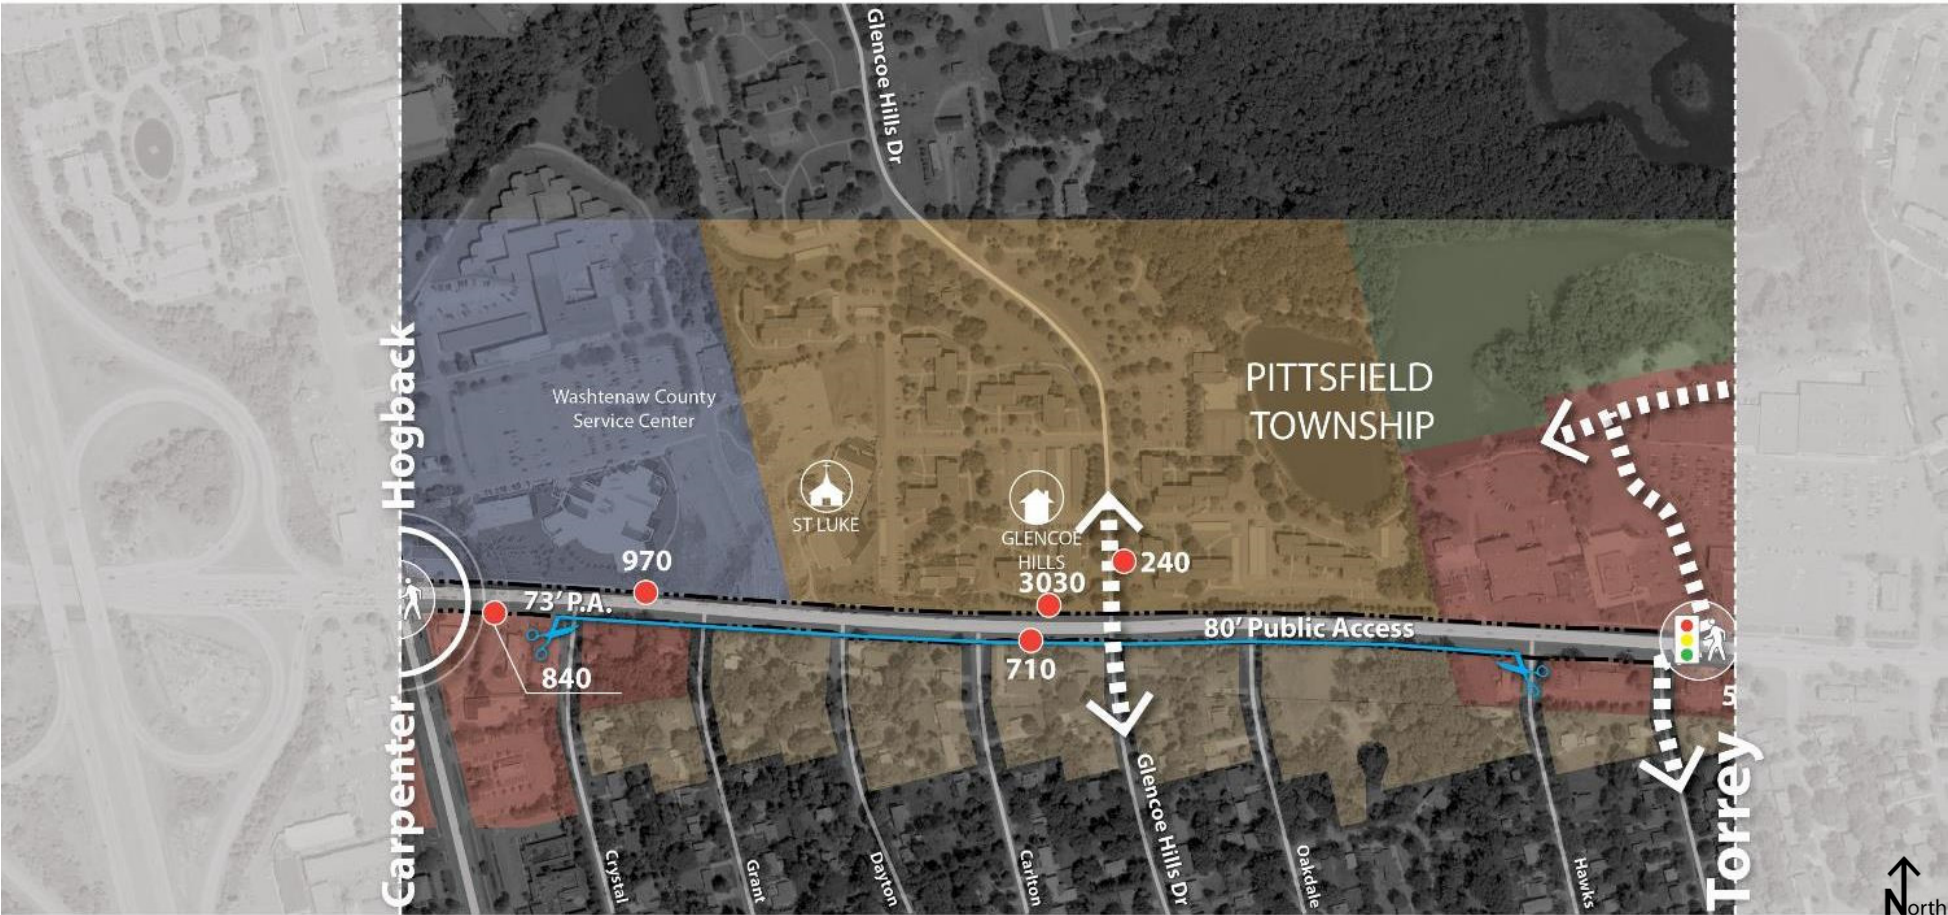 Glencoe Hills Dr
Hogback
Washtenaw County
Service Center
PITTSFIELD
TOWNSHIP
ST LUKE
GLENCOE
HILLS
970
240
3030
73' P.A.
80' Public Access
840
710
5
Carpenter
Torrey
Crystal
Grant
Dayton
Carlton
Glencoe Hills Dr
Oakdale
Hawks
North